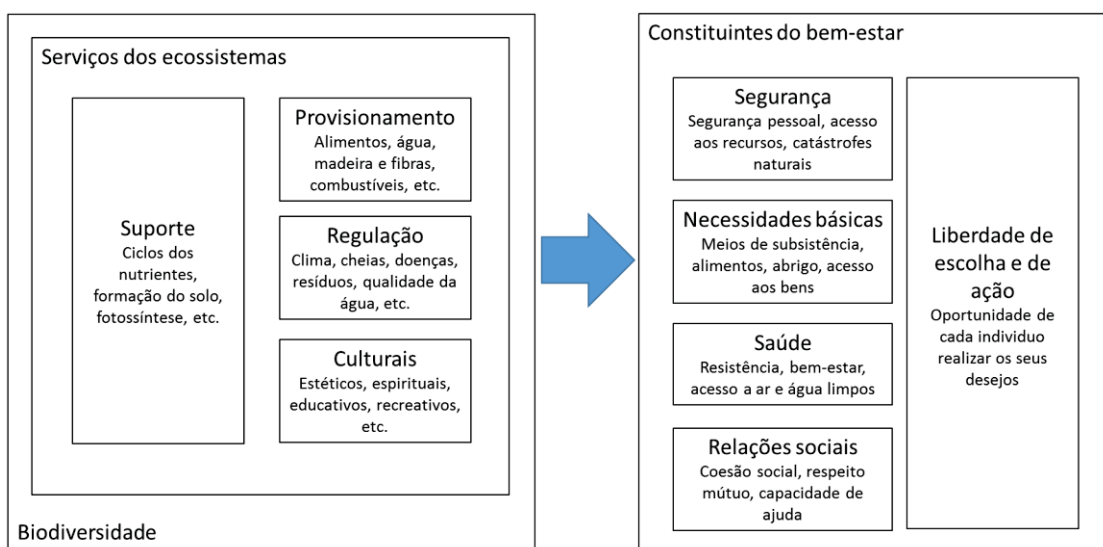 Serviços dos ecossistemas
Suporte
Ciclos dos
nutrientes,
formação do solo,
fotossíntese, etc.
Provisionamento
Alimentos, água,
madeira e fibras,
combustíveis, etc.
Regulação
Clima, cheias, doenças,
resíduos, qualidade da
água, etc.
Culturais
Estéticos, espirituais,
educativos, recreativos,
etc.
Biodiversidade
Constituintes do bem-estar
Segurança
Segurança pessoal, acesso
aos recursos, catástrofes
naturais
Necessidades básicas
Meios de subsistência,
alimentos, abrigo, acesso
aos bens
Saúde
Resistência, bem-estar,
acesso a ar e água limpos
Relações sociais
Coesão social, respeito
mútuo, capacidade de
ajuda
Liberdade de
escolha e de
ação
Oportunidade de
cada individuo
realizar os seus
desejos